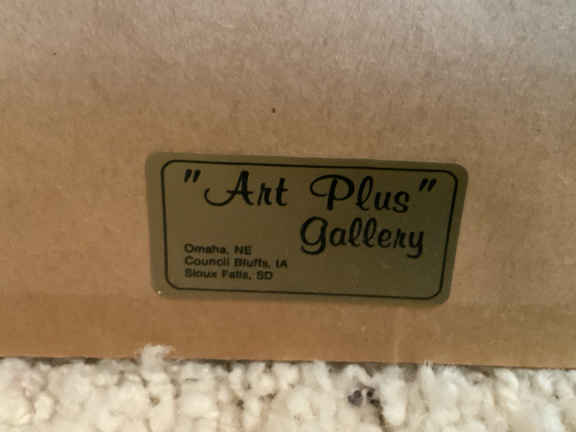 "Art Plus"
Gallery
Omaha, NE
Council Bluffs, IA
Sioux Falls, SD